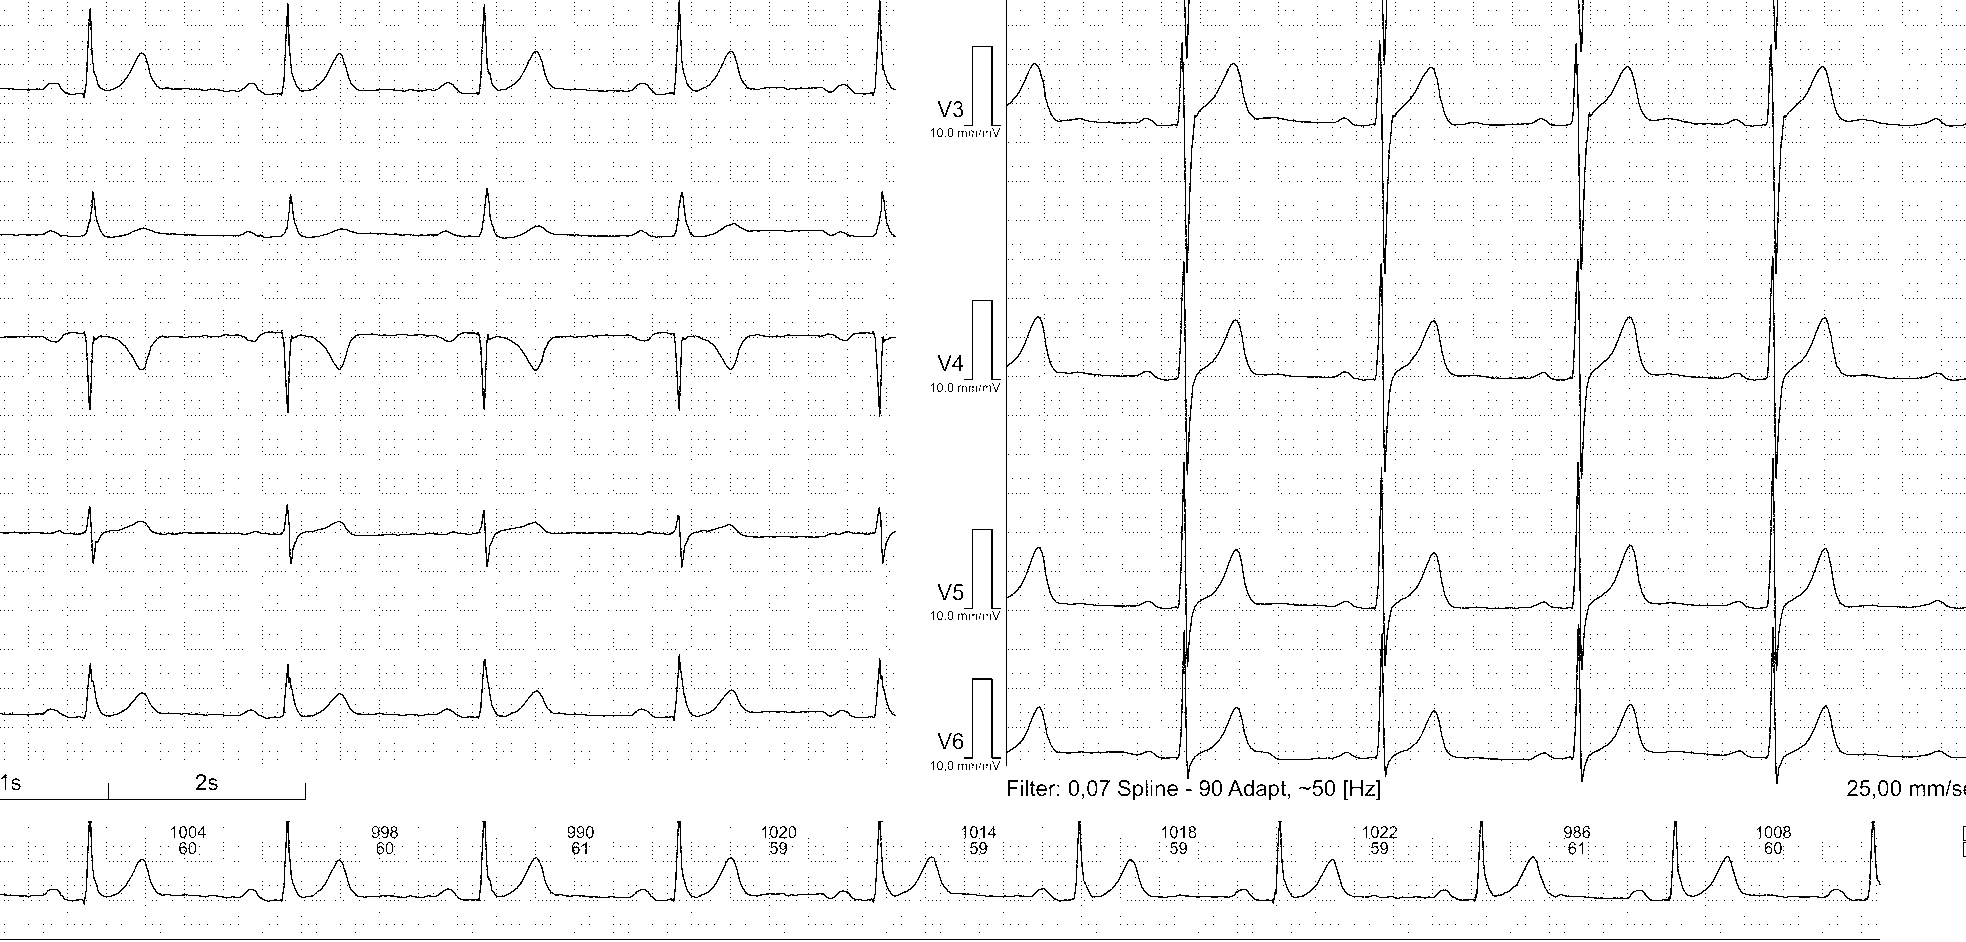 V3
10.0 mm/mV
V4
10.0 mm/mV
V5
10.0 mm/mV
V6
10,0 mm/mV
1s 2s
Filter: 0,07 Spline - 90 Adapt, ~50 [Hz] 25,00
1004 998 990 1020 1014 1018 1022 986 1008
60 60 61 59 59 59 59 61 60